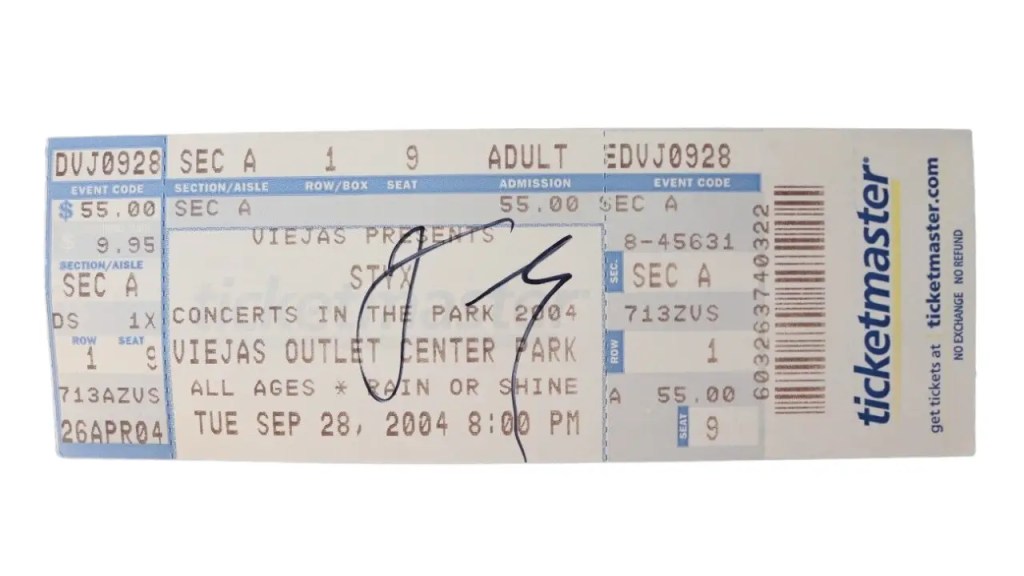 DVJ0928
EVENT CODE
$ 55.00
$ 9.95
SECTION/AISLE
SEC A
DS 1X
ROW SEAT
1 9
713AZVS
26APR04
SEC A 1 9 ADULT
SECTION/AISLE ROW/BOX SEAT ADMISSION
SEC A 55.00
VIEJAS PRESENTS
STYX
ticketmaster
CONCERTS IN THE PARK 2004
VIEJAS OUTLET CENTER PARK
ALL AGES * RAIN OR SHINE
TUE SEP 28, 2004 8:00 PM
EDVJ0928
EVENT CODE
SEC A
8-45631
SEC. SEC A
713ZVS
ROW 1
A 55.00
SEAT 9
603263740322
ticketmaster®
get tickets at ticketmaster.com
NO EXCHANGE NO REFUND